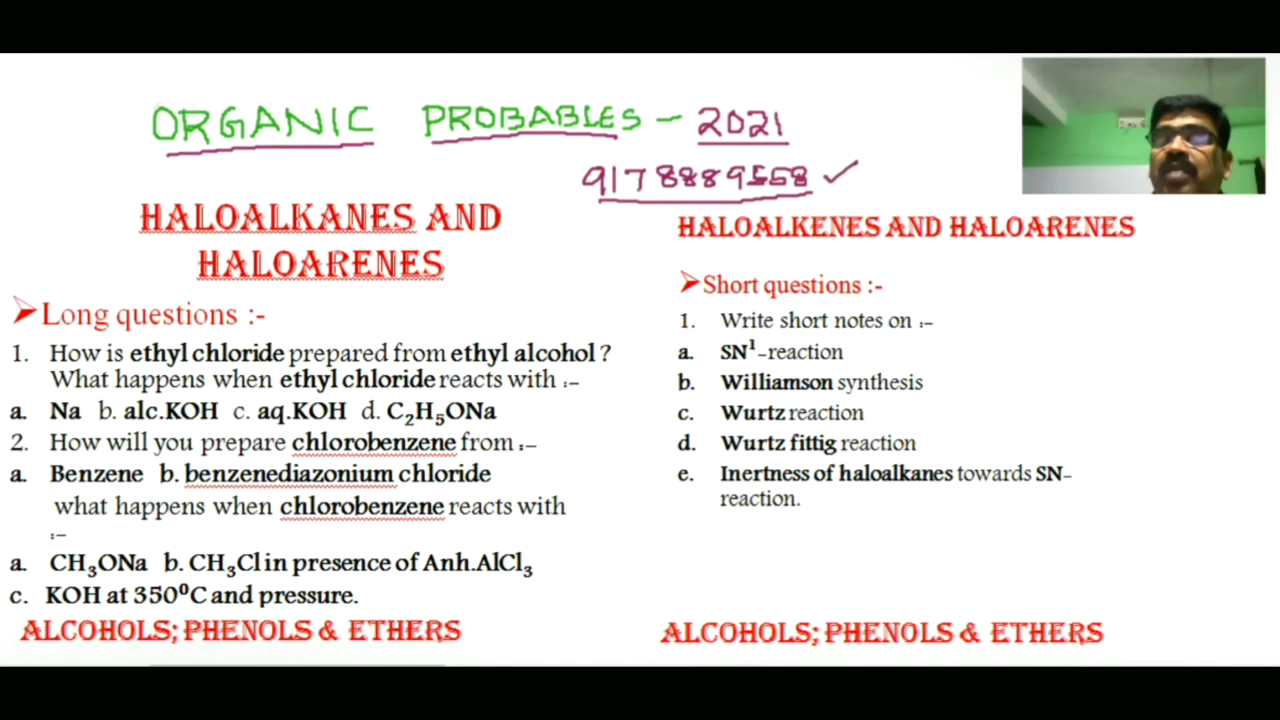 ORGANIC PROBABLES - 2021
9178889558 ✓
HALOALKANES AND
HALOARENES
➤Long questions :-
1. How is ethyl chloride prepared from ethyl alcohol ?
What happens when ethyl chloride reacts with :-
a. Na b. alc.KOH c. aq.KOH d. C₂H₅ONa
2. How will you prepare chlorobenzene from :-
a. Benzene b. benzenediazonium chloride
what happens when chlorobenzene reacts with
:-
a. CH₃ONa b. CH₃Cl in presence of Anh.AlCl₃
c. KOH at 350⁰C and pressure.
ALCOHOLS; PHENOLS & ETHERS
HALOALKENES AND HALOARENES
➤Short questions :-
1. Write short notes on :-
a. SN¹-reaction
b. Williamson synthesis
c. Wurtz reaction
d. Wurtz fittig reaction
e. Inertness of haloalkanes towards SN-
reaction.
ALCOHOLS; PHENOLS & ETHERS